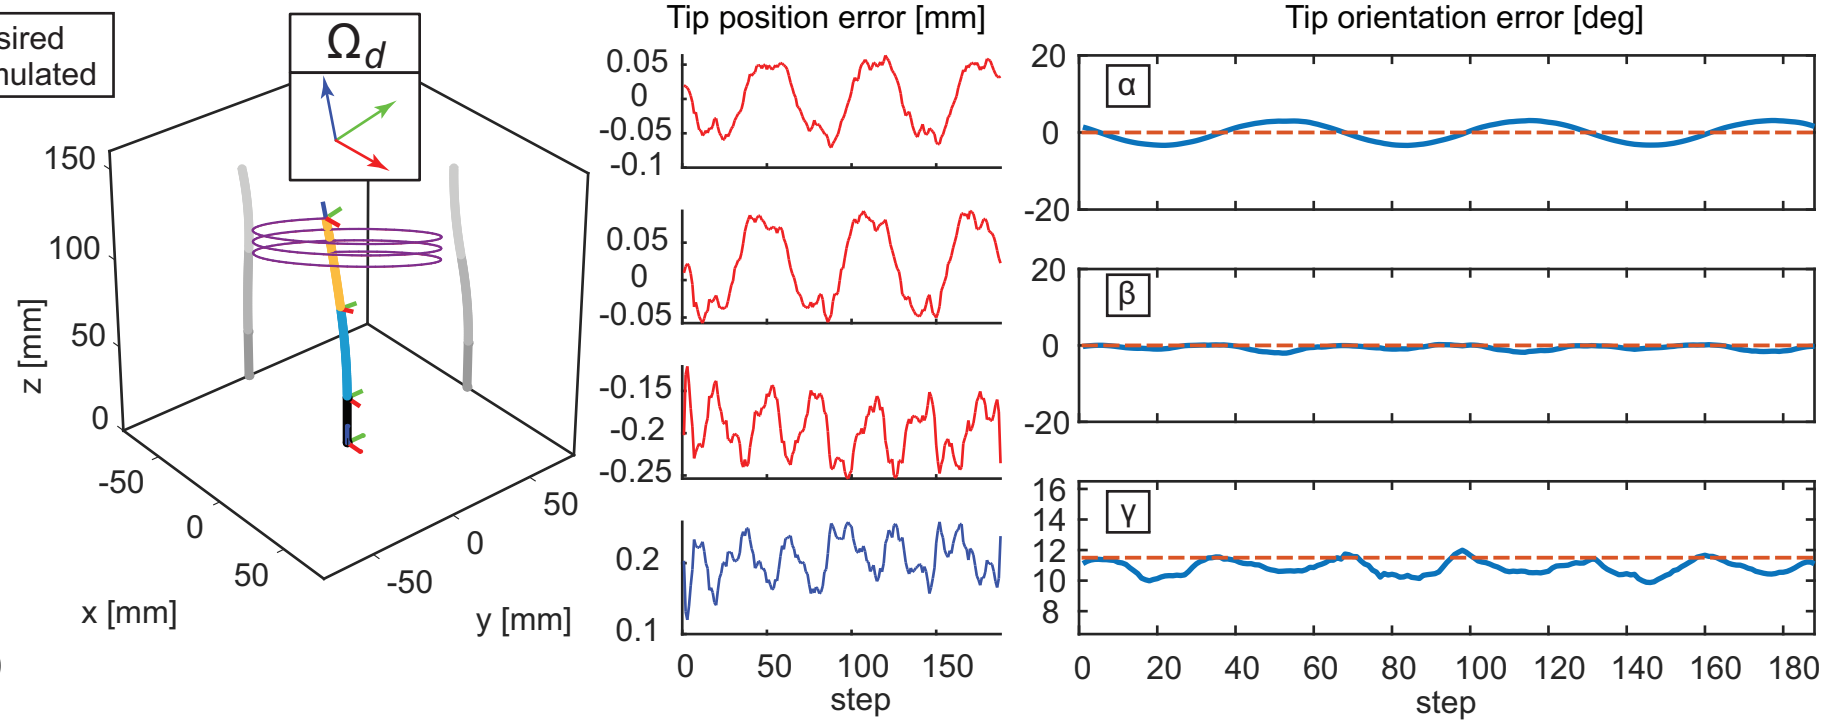 Tip position error [mm]
Tip orientation error [deg]
Ωd
150
100
50
0
z [mm]
-50
0
50
x [mm]
-50
0
50
y [mm]
0.05
0
-0.05
-0.1
0.05
0
-0.05
-0.15
-0.2
-0.25
0.2
0.1
0 50 100 150
step
20
α
0
-20
20
β
0
-20
16
γ
14
12
10
8
0 20 40 60 80 100 120 140 160 180
step